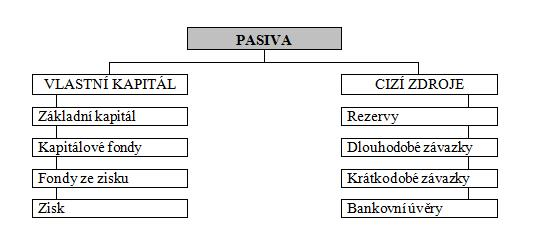 PASIVA
VLASTNÍ KAPITÁL
Základní kapitál
Kapitálové fondy
Fondy ze zisku
Zisk
CIZÍ ZDROJE
Rezervy
Dlouhodobé závazky
Krátkodobé závazky
Bankovní úvěry